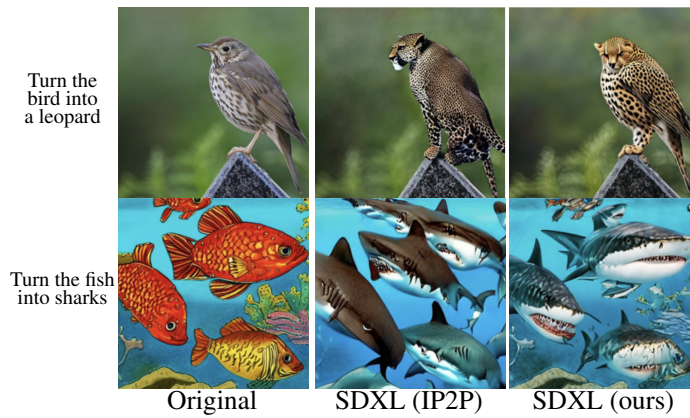 Turn the
bird into
a leopard
Turn the fish
into sharks
Original
SDXL (IP2P)
SDXL (ours)